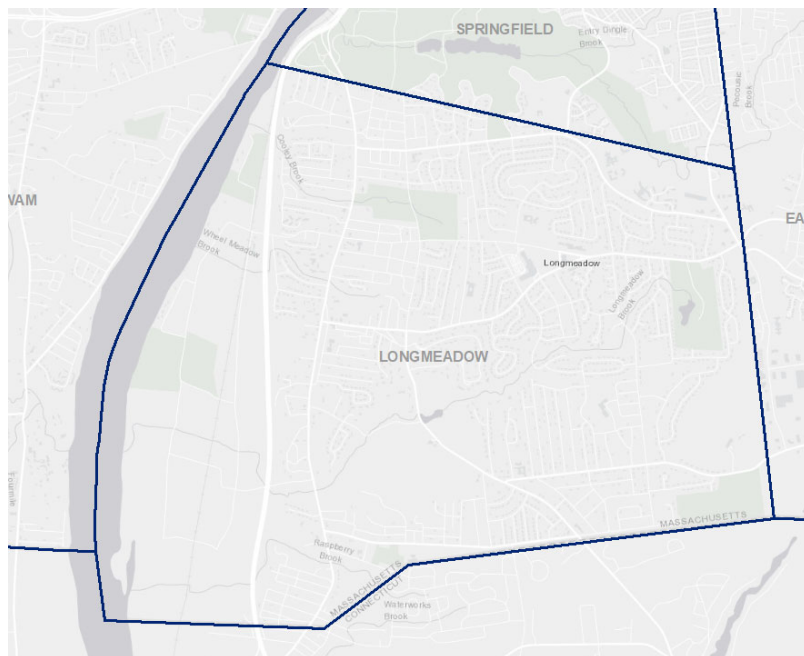 SPRINGFIELD
Entry Dingle
Brook
Pecousic
Brook
Cooley Brook
WAM
EA
Wheel Meadow
Brook
Longmeadow
Longmeadow
Brook
LONGMEADOW
MASSACHUSETTS
Raspberry
Brook
MASSACHUSETTS
CONNECTICUT
Waterworks
Brook